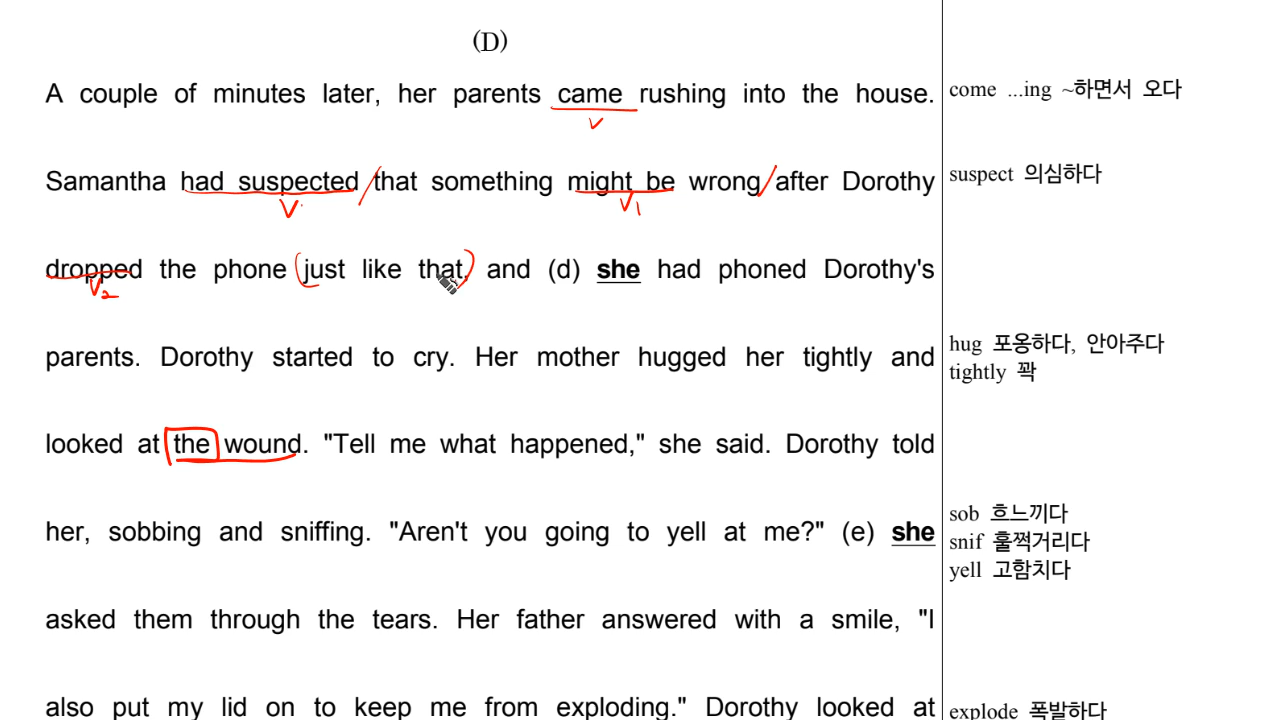 (D)
A couple of minutes later, her parents came rushing into the house.
come ...ing ~하면서 오다
V
Samantha had suspected that something might be wrong after Dorothy
suspect 의심하다
V V1
dropped the phone just like that, and (d) she had phoned Dorothy's
V2
parents. Dorothy started to cry. Her mother hugged her tightly and
hug 포옹하다, 안아주다
tightly 꽉
looked at the wound. "Tell me what happened," she said. Dorothy told
her, sobbing and sniffing. "Aren't you going to yell at me?" (e) she
sob 흐느끼다
snif 훌쩍거리다
yell 고함치다
asked them through the tears. Her father answered with a smile, "I
also put my lid on to keep me from exploding." Dorothy looked at
explode 폭발하다